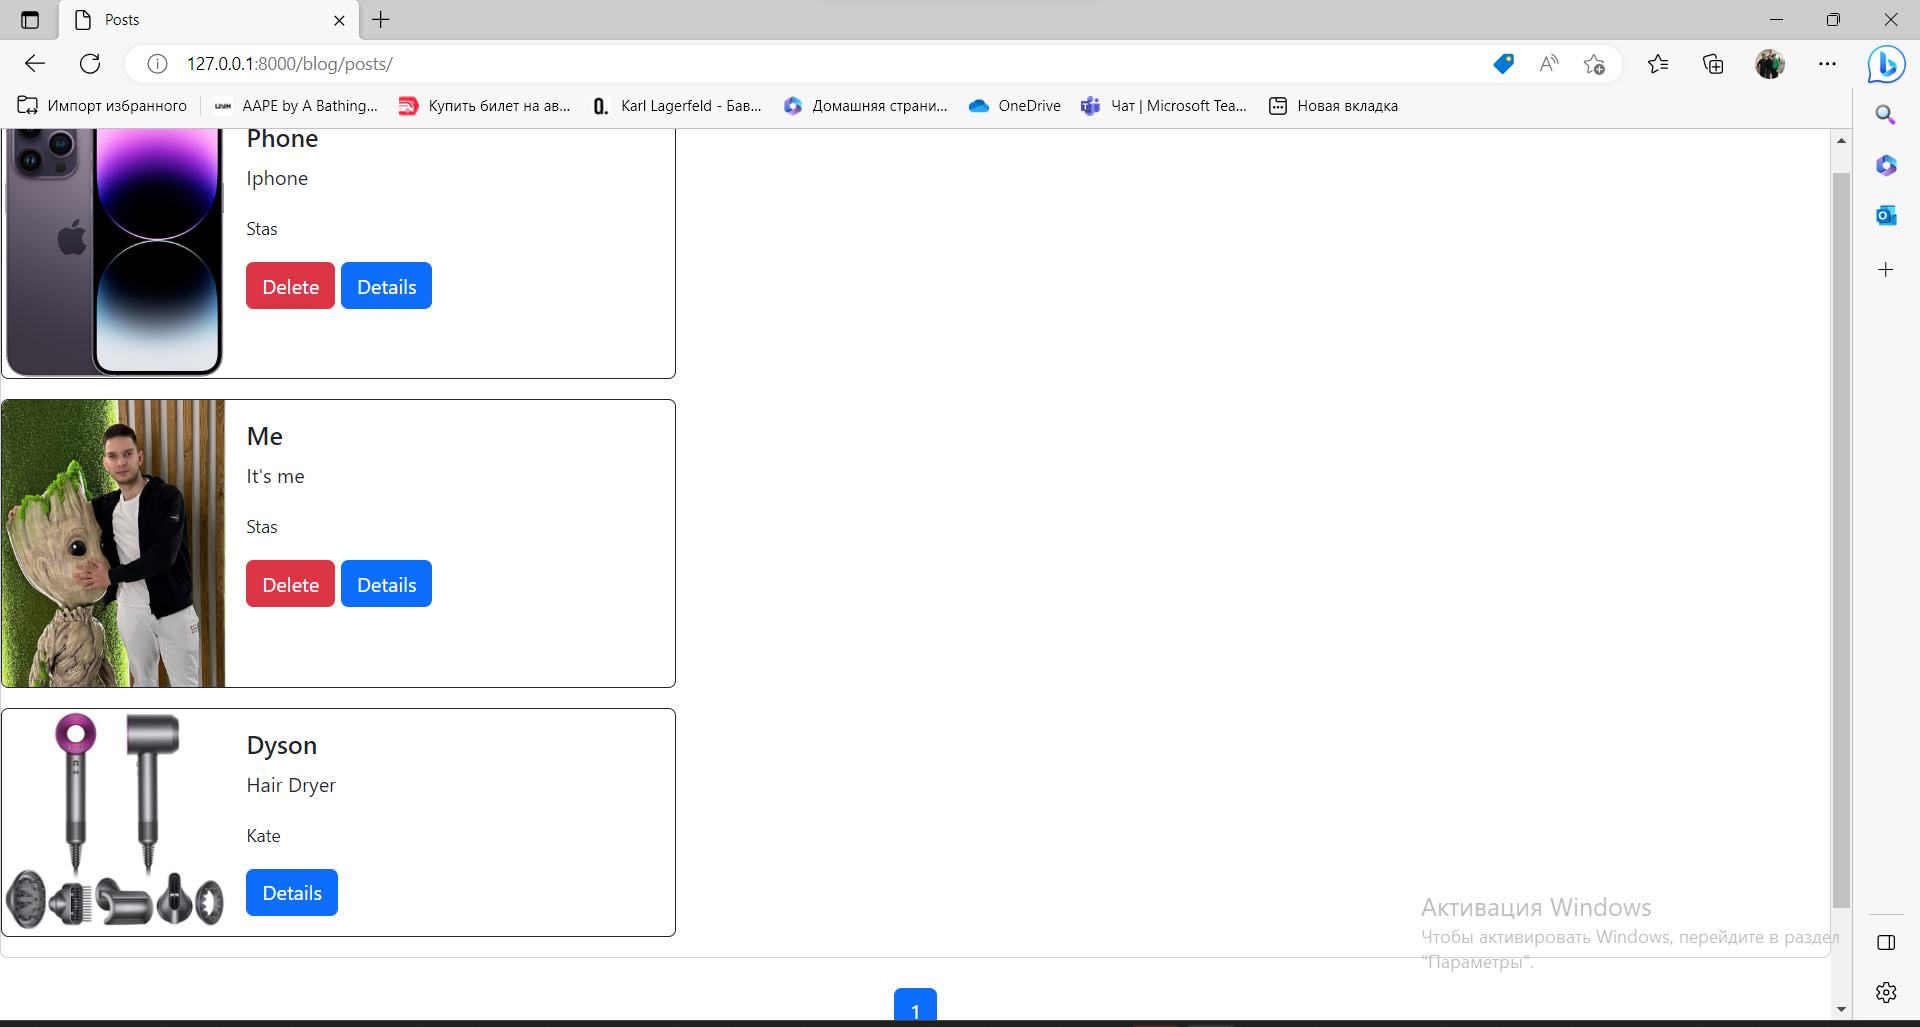 Posts
127.0.0.1:8000/blog/posts/
Импорт избранного
AAPE by A Bathing...
Купить билет на ав...
Karl Lagerfeld - Бав...
Домашняя страни...
OneDrive
Чат | Microsoft Tea...
Новая вкладка
Phone
Iphone
Stas
Delete Details
Me
It's me
Stas
Delete Details
Dyson
Hair Dryer
Kate
Details
Активация Windows
Чтобы активировать Windows, перейдите в раздел
"Параметры".
1